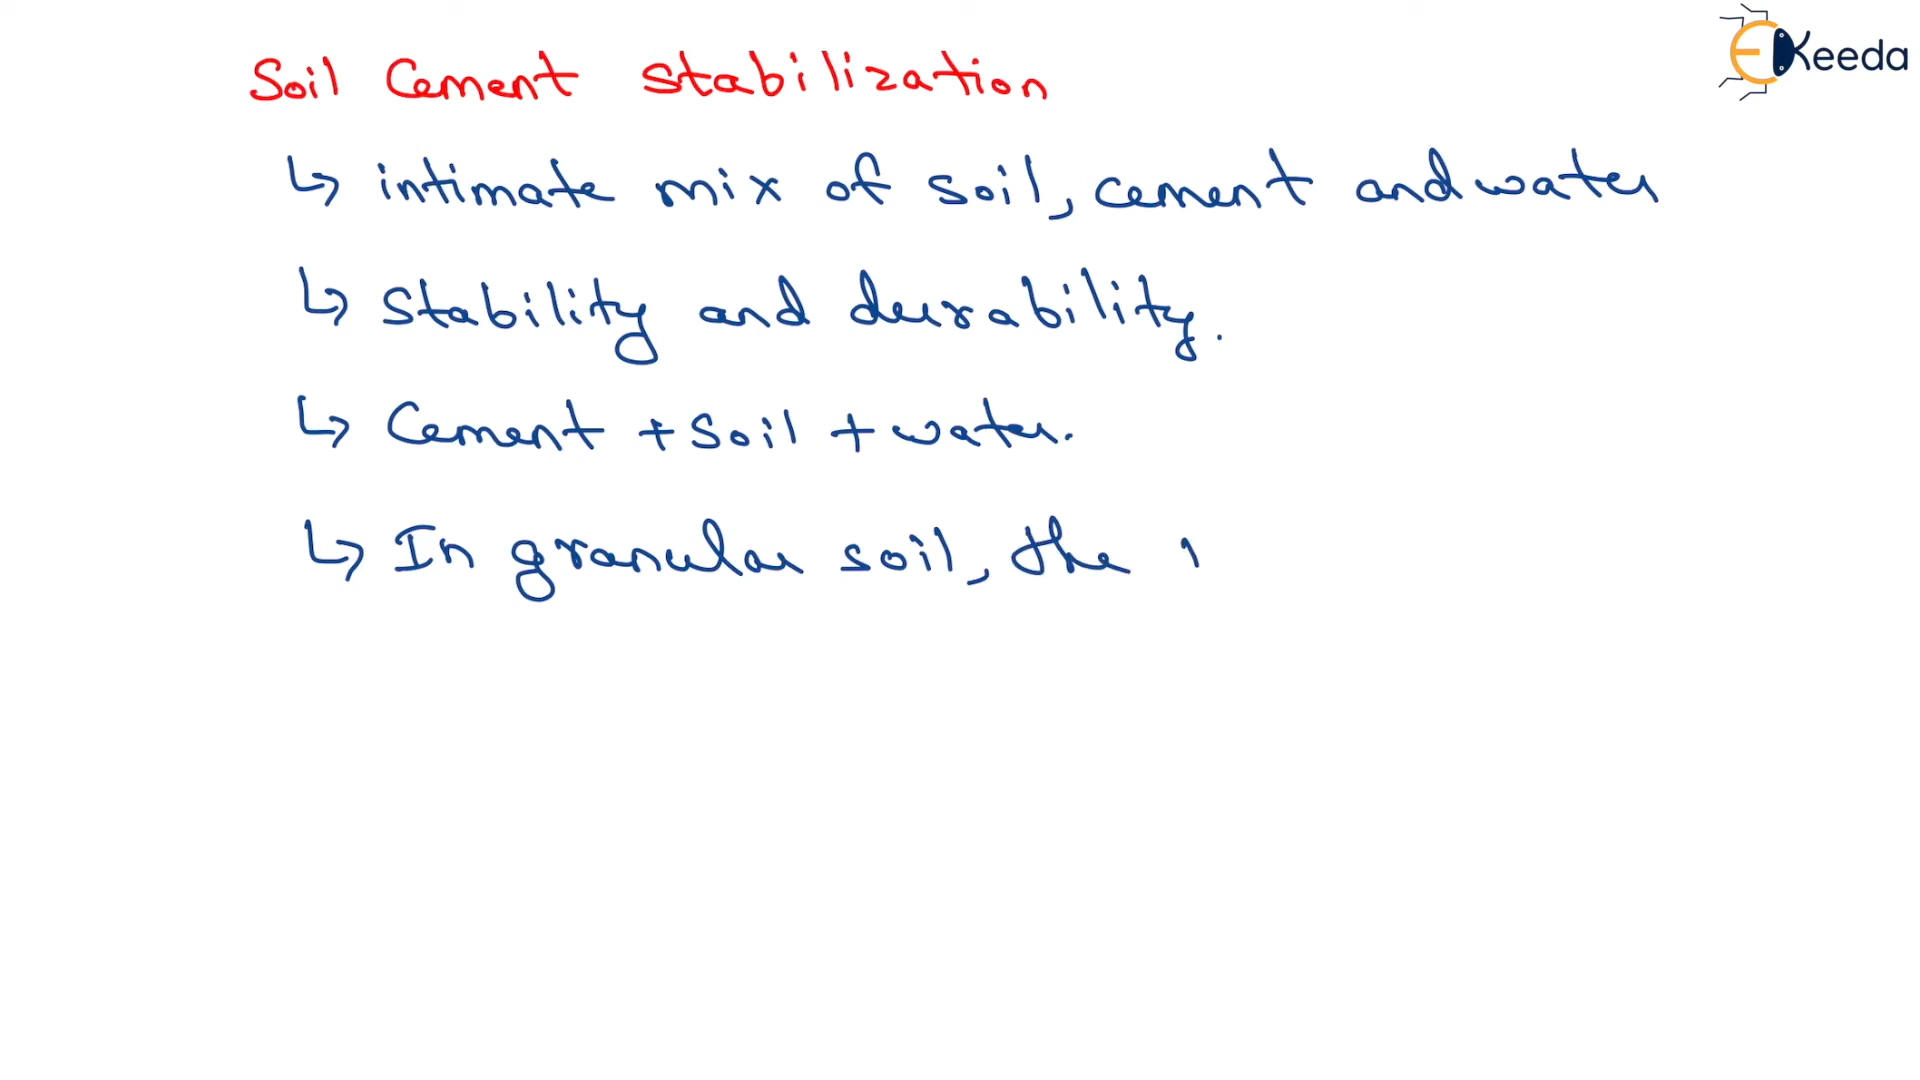 Soil Cement Stabilization
EKeeda
↳ intimate mix of soil, cement and water
↳ Stability and durability.
↳ Cement + Soil + water.
↳ In granular soil, the